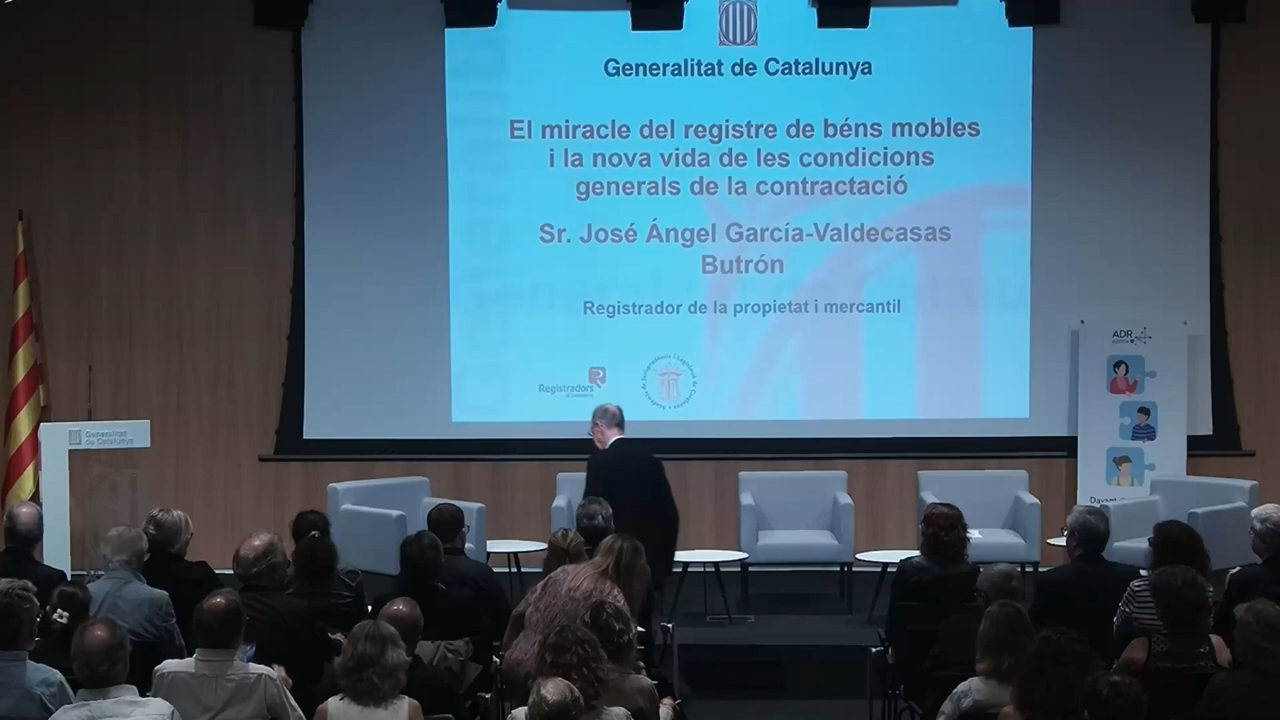 Generalitat de Catalunya
El miracle del registre de béns mobles
i la nova vida de les condicions
generals de la contractació
Sr. José Ángel García-Valdecasas
Butrón
Registrador de la propietat i mercantil
Registradors
Generalitat
de Catalunya
ADR